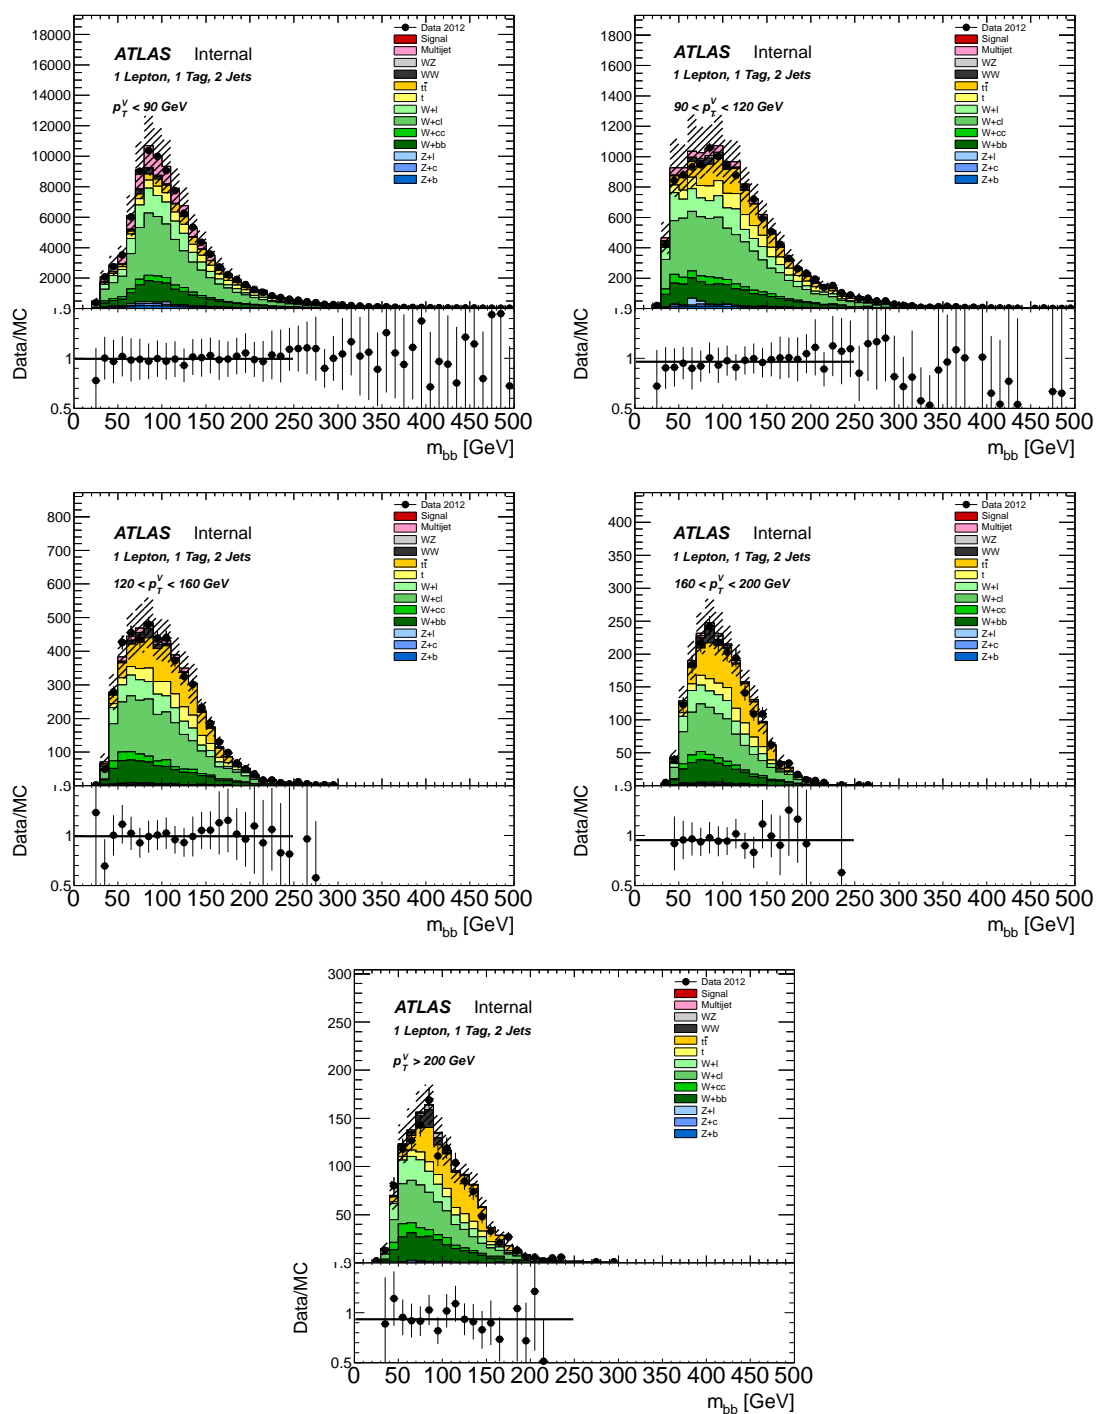 18000
16000
14000
12000
10000
8000
6000
4000
2000
ATLAS Internal
1 Lepton, 1 Tag, 2 Jets
p_T^V < 90 GeV
Data 2012
Signal
Multijet
WZ
WW
tt̄
t
W+l
W+cl
W+cc
W+bb
Z+l
Z+c
Z+b
Data/MC
1
0.5
0 50 100 150 200 250 300 350 400 450 500
m_bb [GeV]
1800
1600
1400
1200
1000
800
600
400
200
ATLAS Internal
1 Lepton, 1 Tag, 2 Jets
90 < p_T^V < 120 GeV
Data 2012
Signal
Multijet
WZ
WW
tt̄
t
W+l
W+cl
W+cc
W+bb
Z+l
Z+c
Z+b
Data/MC
1
0.5
0 50 100 150 200 250 300 350 400 450 500
m_bb [GeV]
800
700
600
500
400
300
200
100
ATLAS Internal
1 Lepton, 1 Tag, 2 Jets
120 < p_T^V < 160 GeV
Data 2012
Signal
Multijet
WZ
WW
tt̄
t
W+l
W+cl
W+cc
W+bb
Z+l
Z+c
Z+b
Data/MC
1
0.5
0 50 100 150 200 250 300 350 400 450 500
m_bb [GeV]
400
350
300
250
200
150
100
50
ATLAS Internal
1 Lepton, 1 Tag, 2 Jets
160 < p_T^V < 200 GeV
Data 2012
Signal
Multijet
WZ
WW
tt̄
t
W+l
W+cl
W+cc
W+bb
Z+l
Z+c
Z+b
Data/MC
1
0.5
0 50 100 150 200 250 300 350 400 450 500
m_bb [GeV]
300
250
200
150
100
50
ATLAS Internal
1 Lepton, 1 Tag, 2 Jets
p_T^V > 200 GeV
Data 2012
Signal
Multijet
WZ
WW
tt̄
t
W+l
W+cl
W+cc
W+bb
Z+l
Z+c
Z+b
Data/MC
1
0.5
0 50 100 150 200 250 300 350 400 450 500
m_bb [GeV]